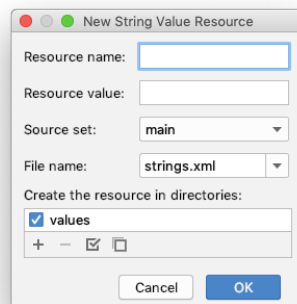 New String Value Resource
Resource name:
Resource value:
Source set: main
File name: strings.xml
Create the resource in directories:
values
Cancel OK